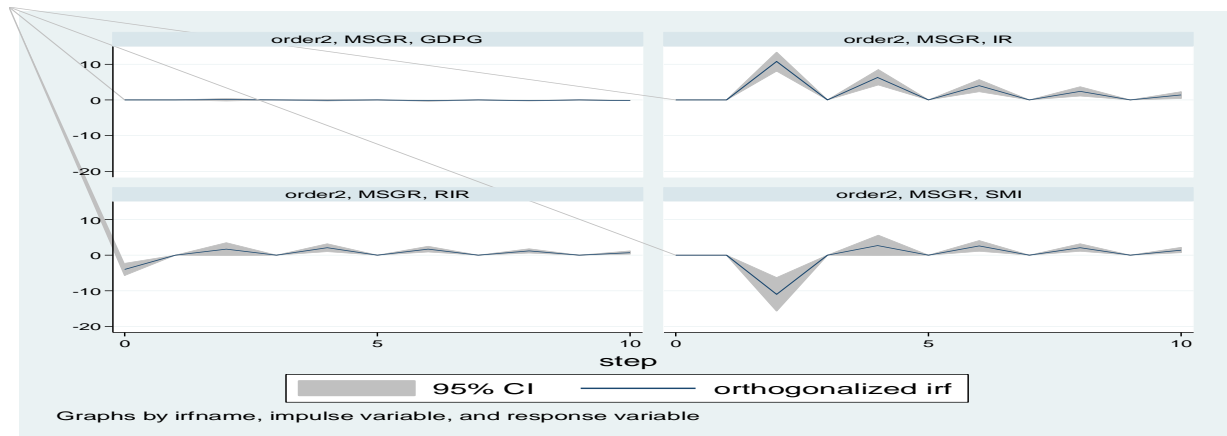 order2, MSGR, GDPG
order2, MSGR, IR
10
0
-10
-20
order2, MSGR, RIR
order2, MSGR, SMI
10
0
-10
-20
0
5
10
0
5
10
step
95% CI
orthogonalized irf
Graphs by irfname, impulse variable, and response variable